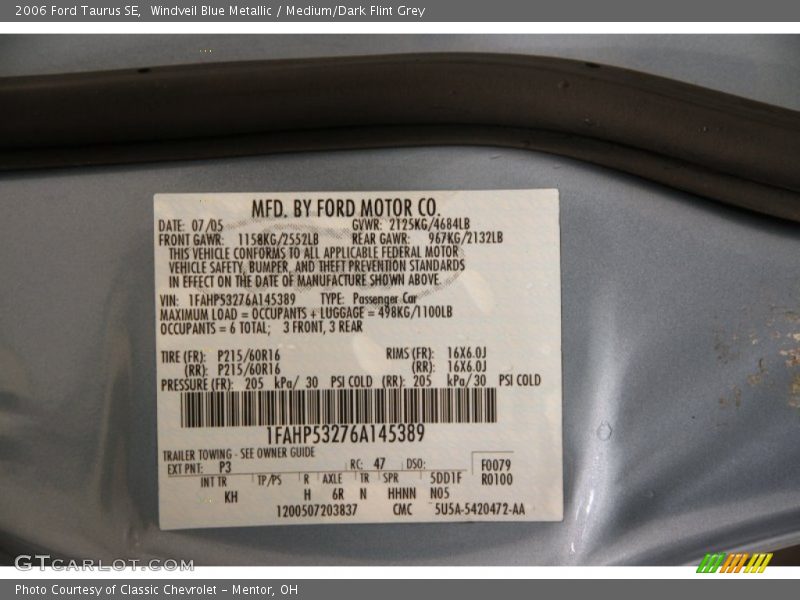 2006 Ford Taurus SE,  Windveil Blue Metallic / Medium/Dark Flint Grey
MFD. BY FORD MOTOR CO.
DATE: 07/05 GVWR: 2125KG/4684LB
FRONT GAWR: 1158KG/2552LB REAR GAWR: 967KG/2132LB
THIS VEHICLE CONFORMS TO ALL APPLICABLE FEDERAL MOTOR
VEHICLE SAFETY, BUMPER, AND THEFT PREVENTION STANDARDS
IN EFFECT ON THE DATE OF MANUFACTURE SHOWN ABOVE.
VIN: 1FAHP53276A145389 TYPE: Passenger Car
MAXIMUM LOAD = OCCUPANTS + LUGGAGE = 498KG/1100LB
OCCUPANTS = 6 TOTAL; 3 FRONT, 3 REAR
TIRE (FR): P215/60R16 RIMS (FR): 16X6.0J
(RR): P215/60R16 (RR): 16X6.0J
PRESSURE (FR): 205 kPa/ 30 PSI COLD (RR): 205 kPa/ 30 PSI COLD
1FAHP53276A145389
TRAILER TOWING - SEE OWNER GUIDE
EXT PNT: P3 RC: 47 DSO: F0079
INT TR TP/PS R AXLE TR SPR 5DD1F R0100
KH H 6R N HHNN N05
1200507203837 CMC 5U5A-5420472-AA
GTCARLOT.COM
Photo Courtesy of Classic Chevrolet - Mentor, OH